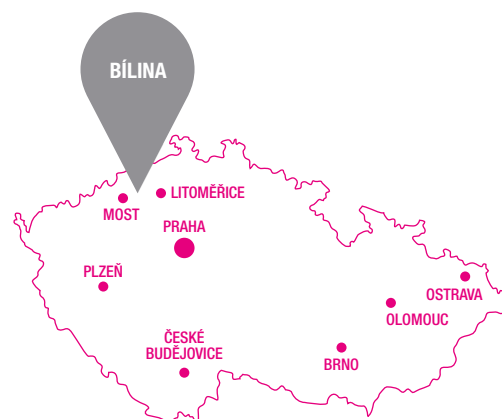 BÍLINA
LITOMĚŘICE
MOST
PRAHA
PLZEŇ
OSTRAVA
OLOMOUC
ČESKÉ
BUDĚJOVICE
BRNO